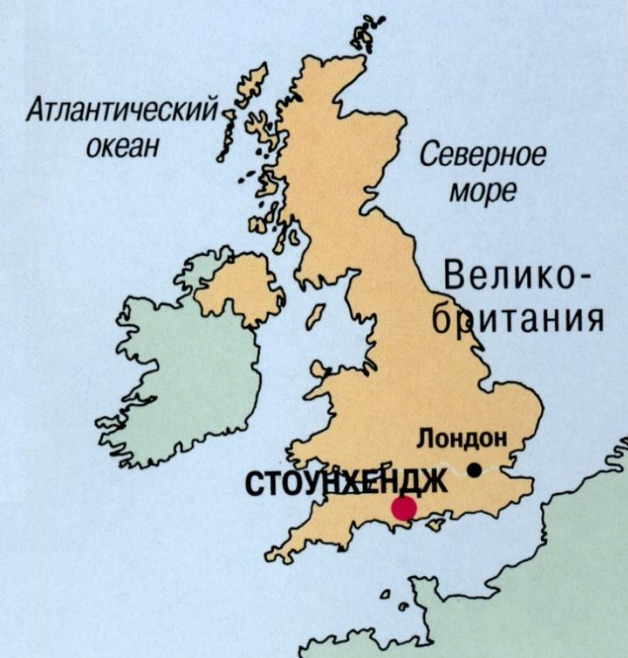 Атлантический
океан
Северное
море
Велико-
британия
Лондон
СТОУНХЕНДЖ